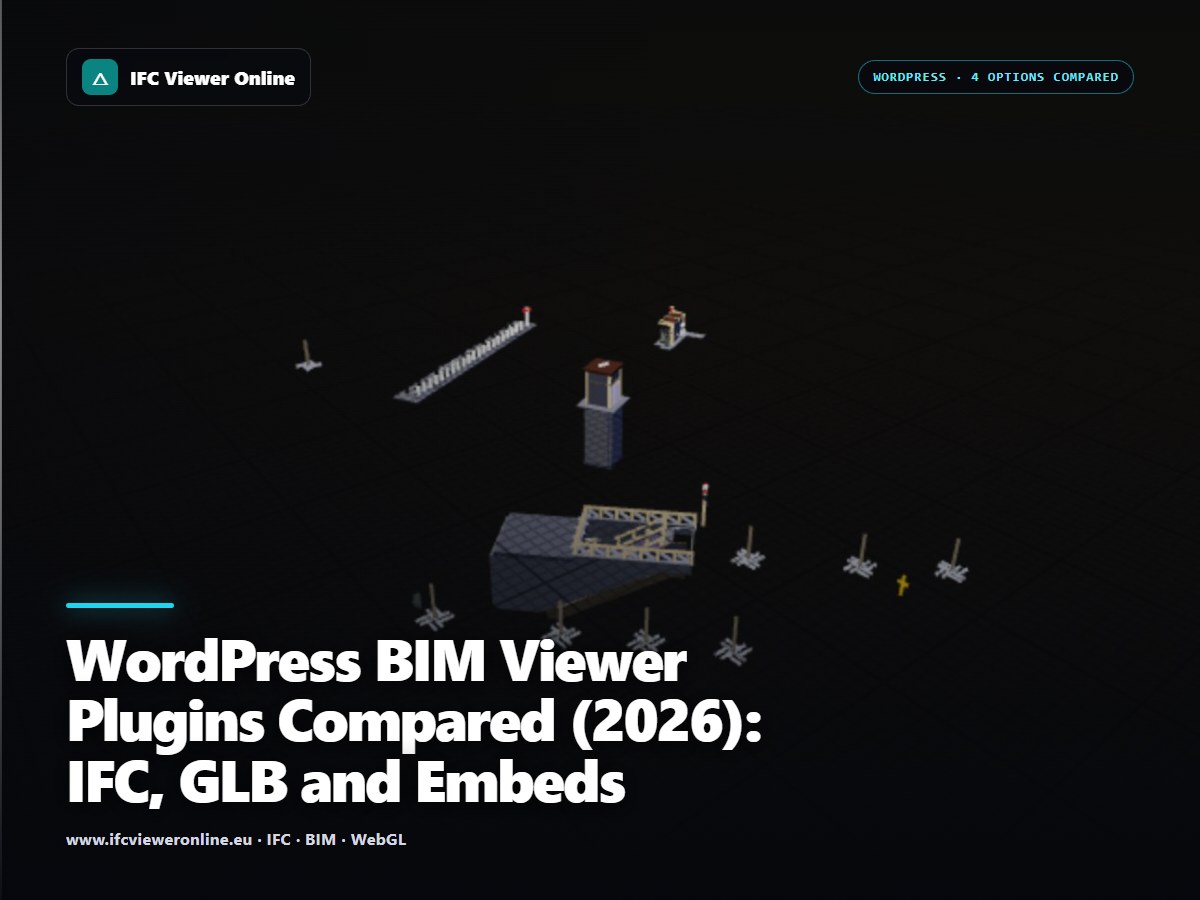 IFC Viewer Online
WORDPRESS · 4 OPTIONS COMPARED
WordPress BIM Viewer
Plugins Compared (2026):
IFC, GLB and Embeds
www.ifcvieweronline.eu · IFC · BIM · WebGL